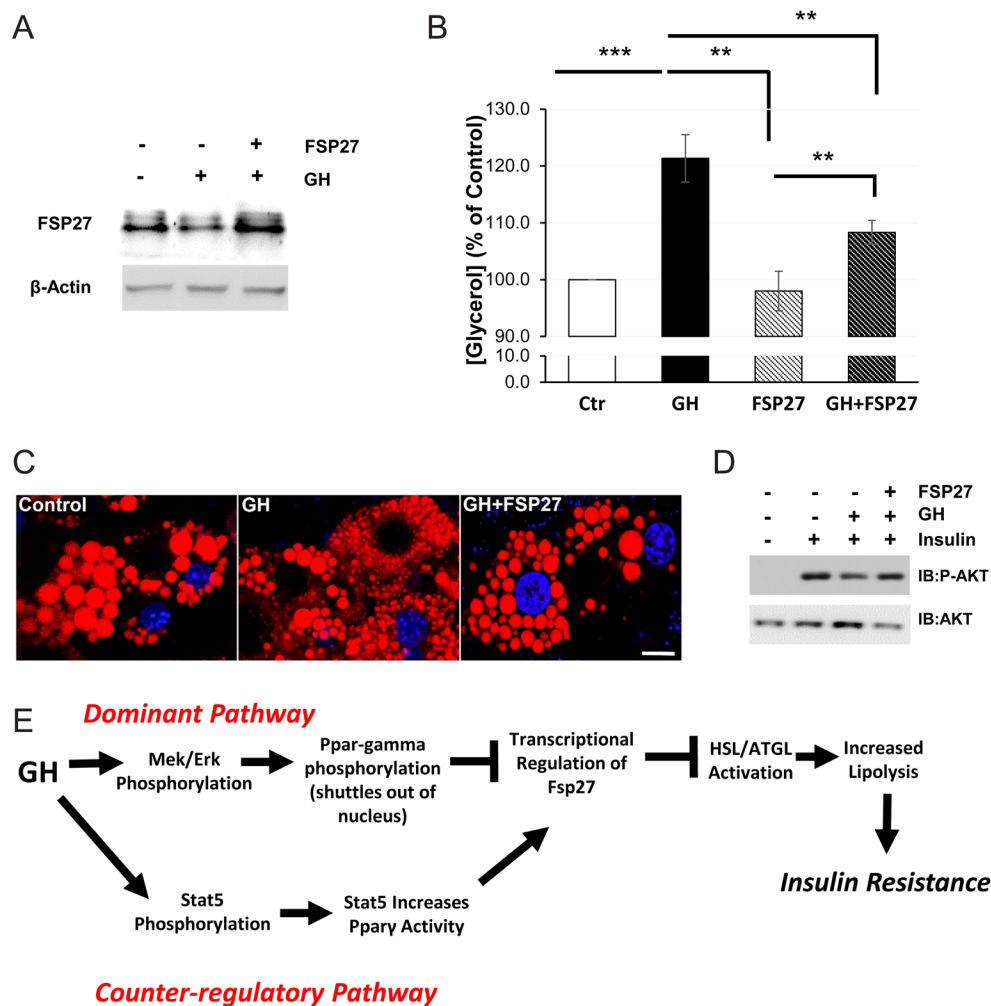 A
- - + FSP27
- + + GH
FSP27
β-Actin
B
**
*** **
**
[Glycerol] (% of Control)
130.0
120.0
110.0
100.0
90.0
10.0
0.0
Ctr GH FSP27 GH+FSP27
C
Control GH GH+FSP27
D
- - - + FSP27
- - + + GH
- + + + Insulin
IB:P-AKT
IB:AKT
E
Dominant Pathway
GH
Mek/Erk
Phosphorylation
Ppar-gamma
phosphorylation
(shuttles out of
nucleus)
Transcriptional
Regulation of
Fsp27
HSL/ATGL
Activation
Increased
Lipolysis
Insulin Resistance
Stat5
Phosphorylation
Stat5 Increases
Pparγ Activity
Counter-regulatory Pathway